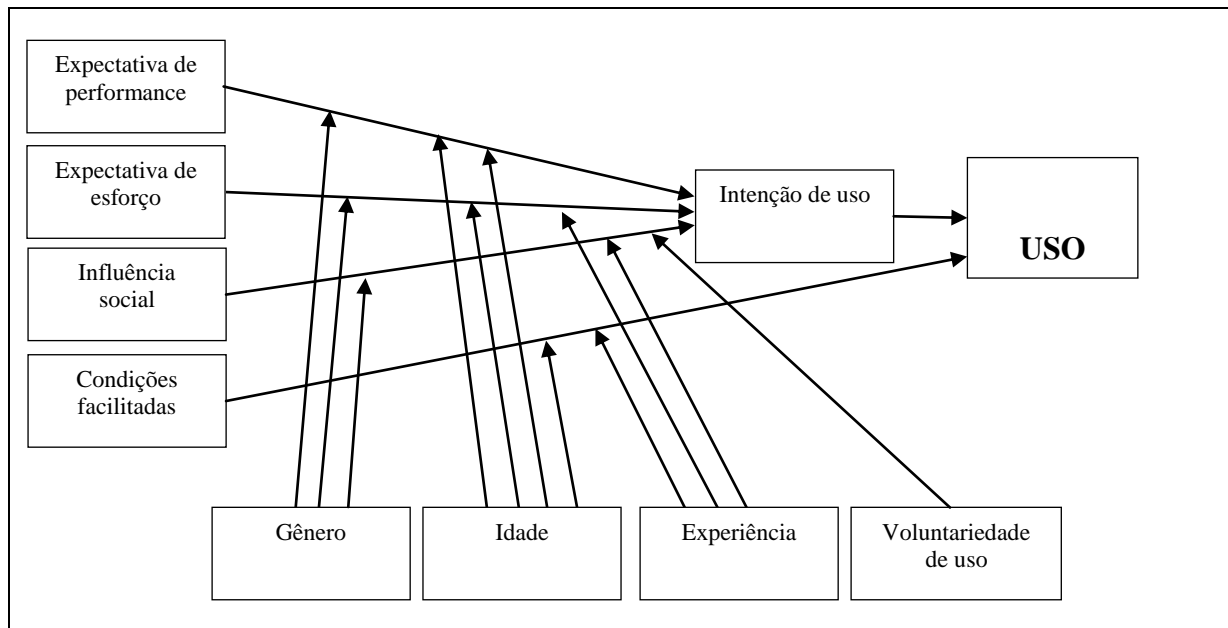 Expectativa de
performance
Expectativa de
esforço
Influência
social
Condições
facilitadas
Intenção de uso
USO
Gênero
Idade
Experiência
Voluntariedade
de uso